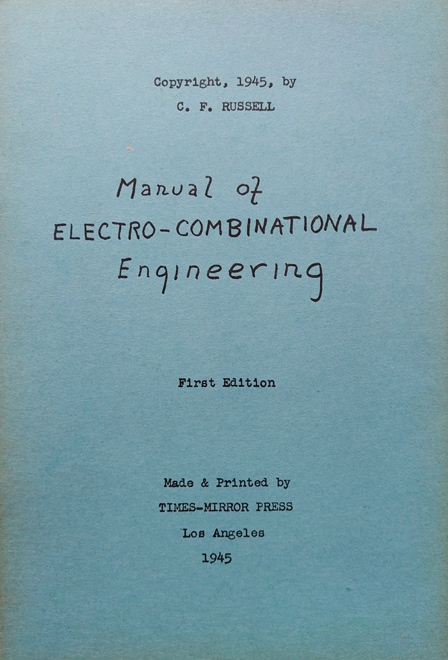 Copyright, 1945, by
C. F. RUSSELL
Manual of
ELECTRO-COMBINATIONAL
Engineering
First Edition
Made & Printed by
TIMES-MIRROR PRESS
Los Angeles
1945